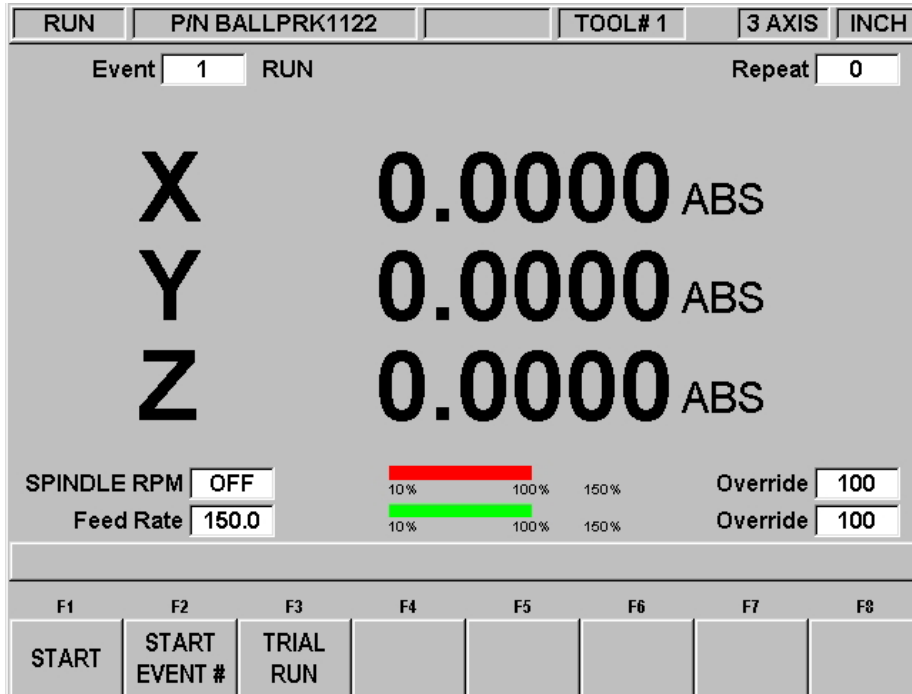 RUN P/N BALLPRK1122 TOOL# 1 3 AXIS INCH
Event 1 RUN Repeat 0
X 0.0000 ABS
Y 0.0000 ABS
Z 0.0000 ABS
SPINDLE RPM OFF 10% 100% 150% Override 100
Feed Rate 150.0 10% 100% 150% Override 100
F1 F2 F3 F4 F5 F6 F7 F8
START START EVENT # TRIAL RUN